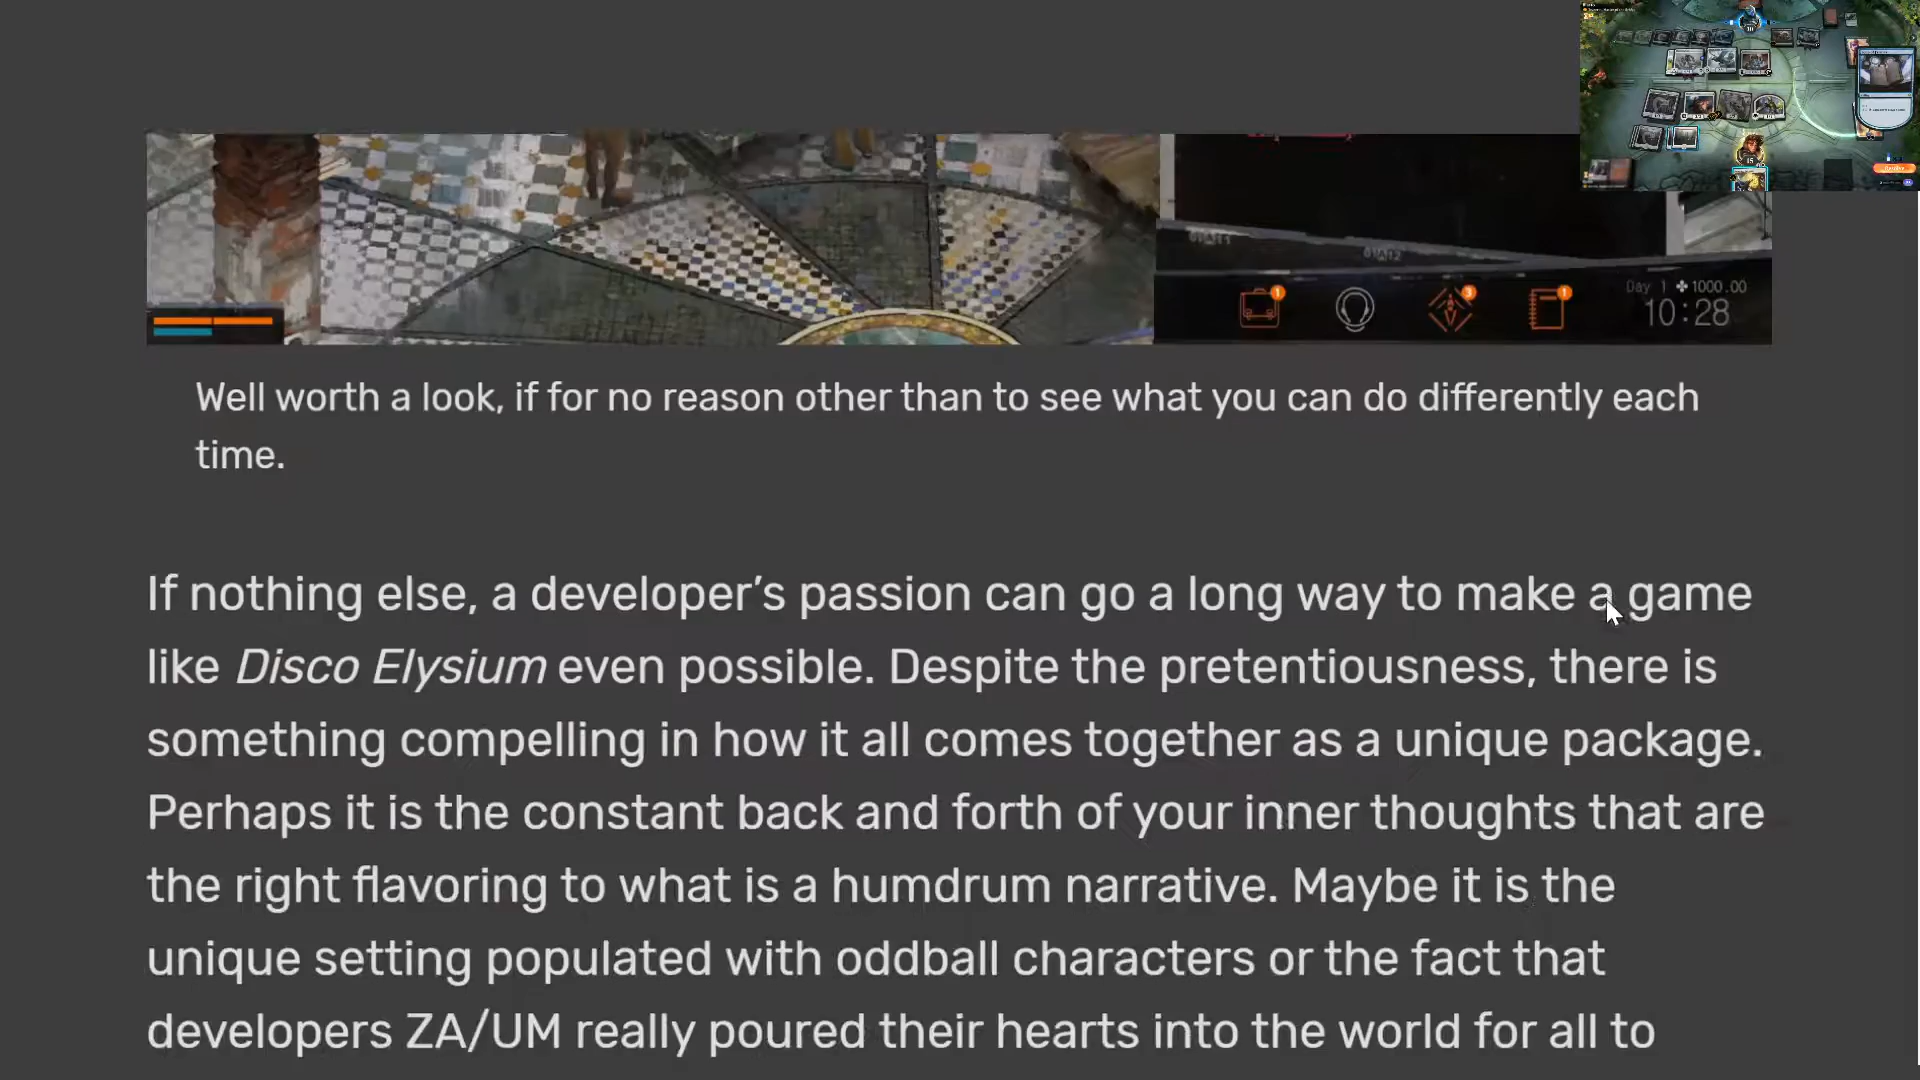 Day 1 1000.00
10:28
Well worth a look, if for no reason other than to see what you can do differently each
time.
If nothing else, a developer’s passion can go a long way to make a game
like Disco Elysium even possible. Despite the pretentiousness, there is
something compelling in how it all comes together as a unique package.
Perhaps it is the constant back and forth of your inner thoughts that are
the right flavoring to what is a humdrum narrative. Maybe it is the
unique setting populated with oddball characters or the fact that
developers ZA/UM really poured their hearts into the world for all to